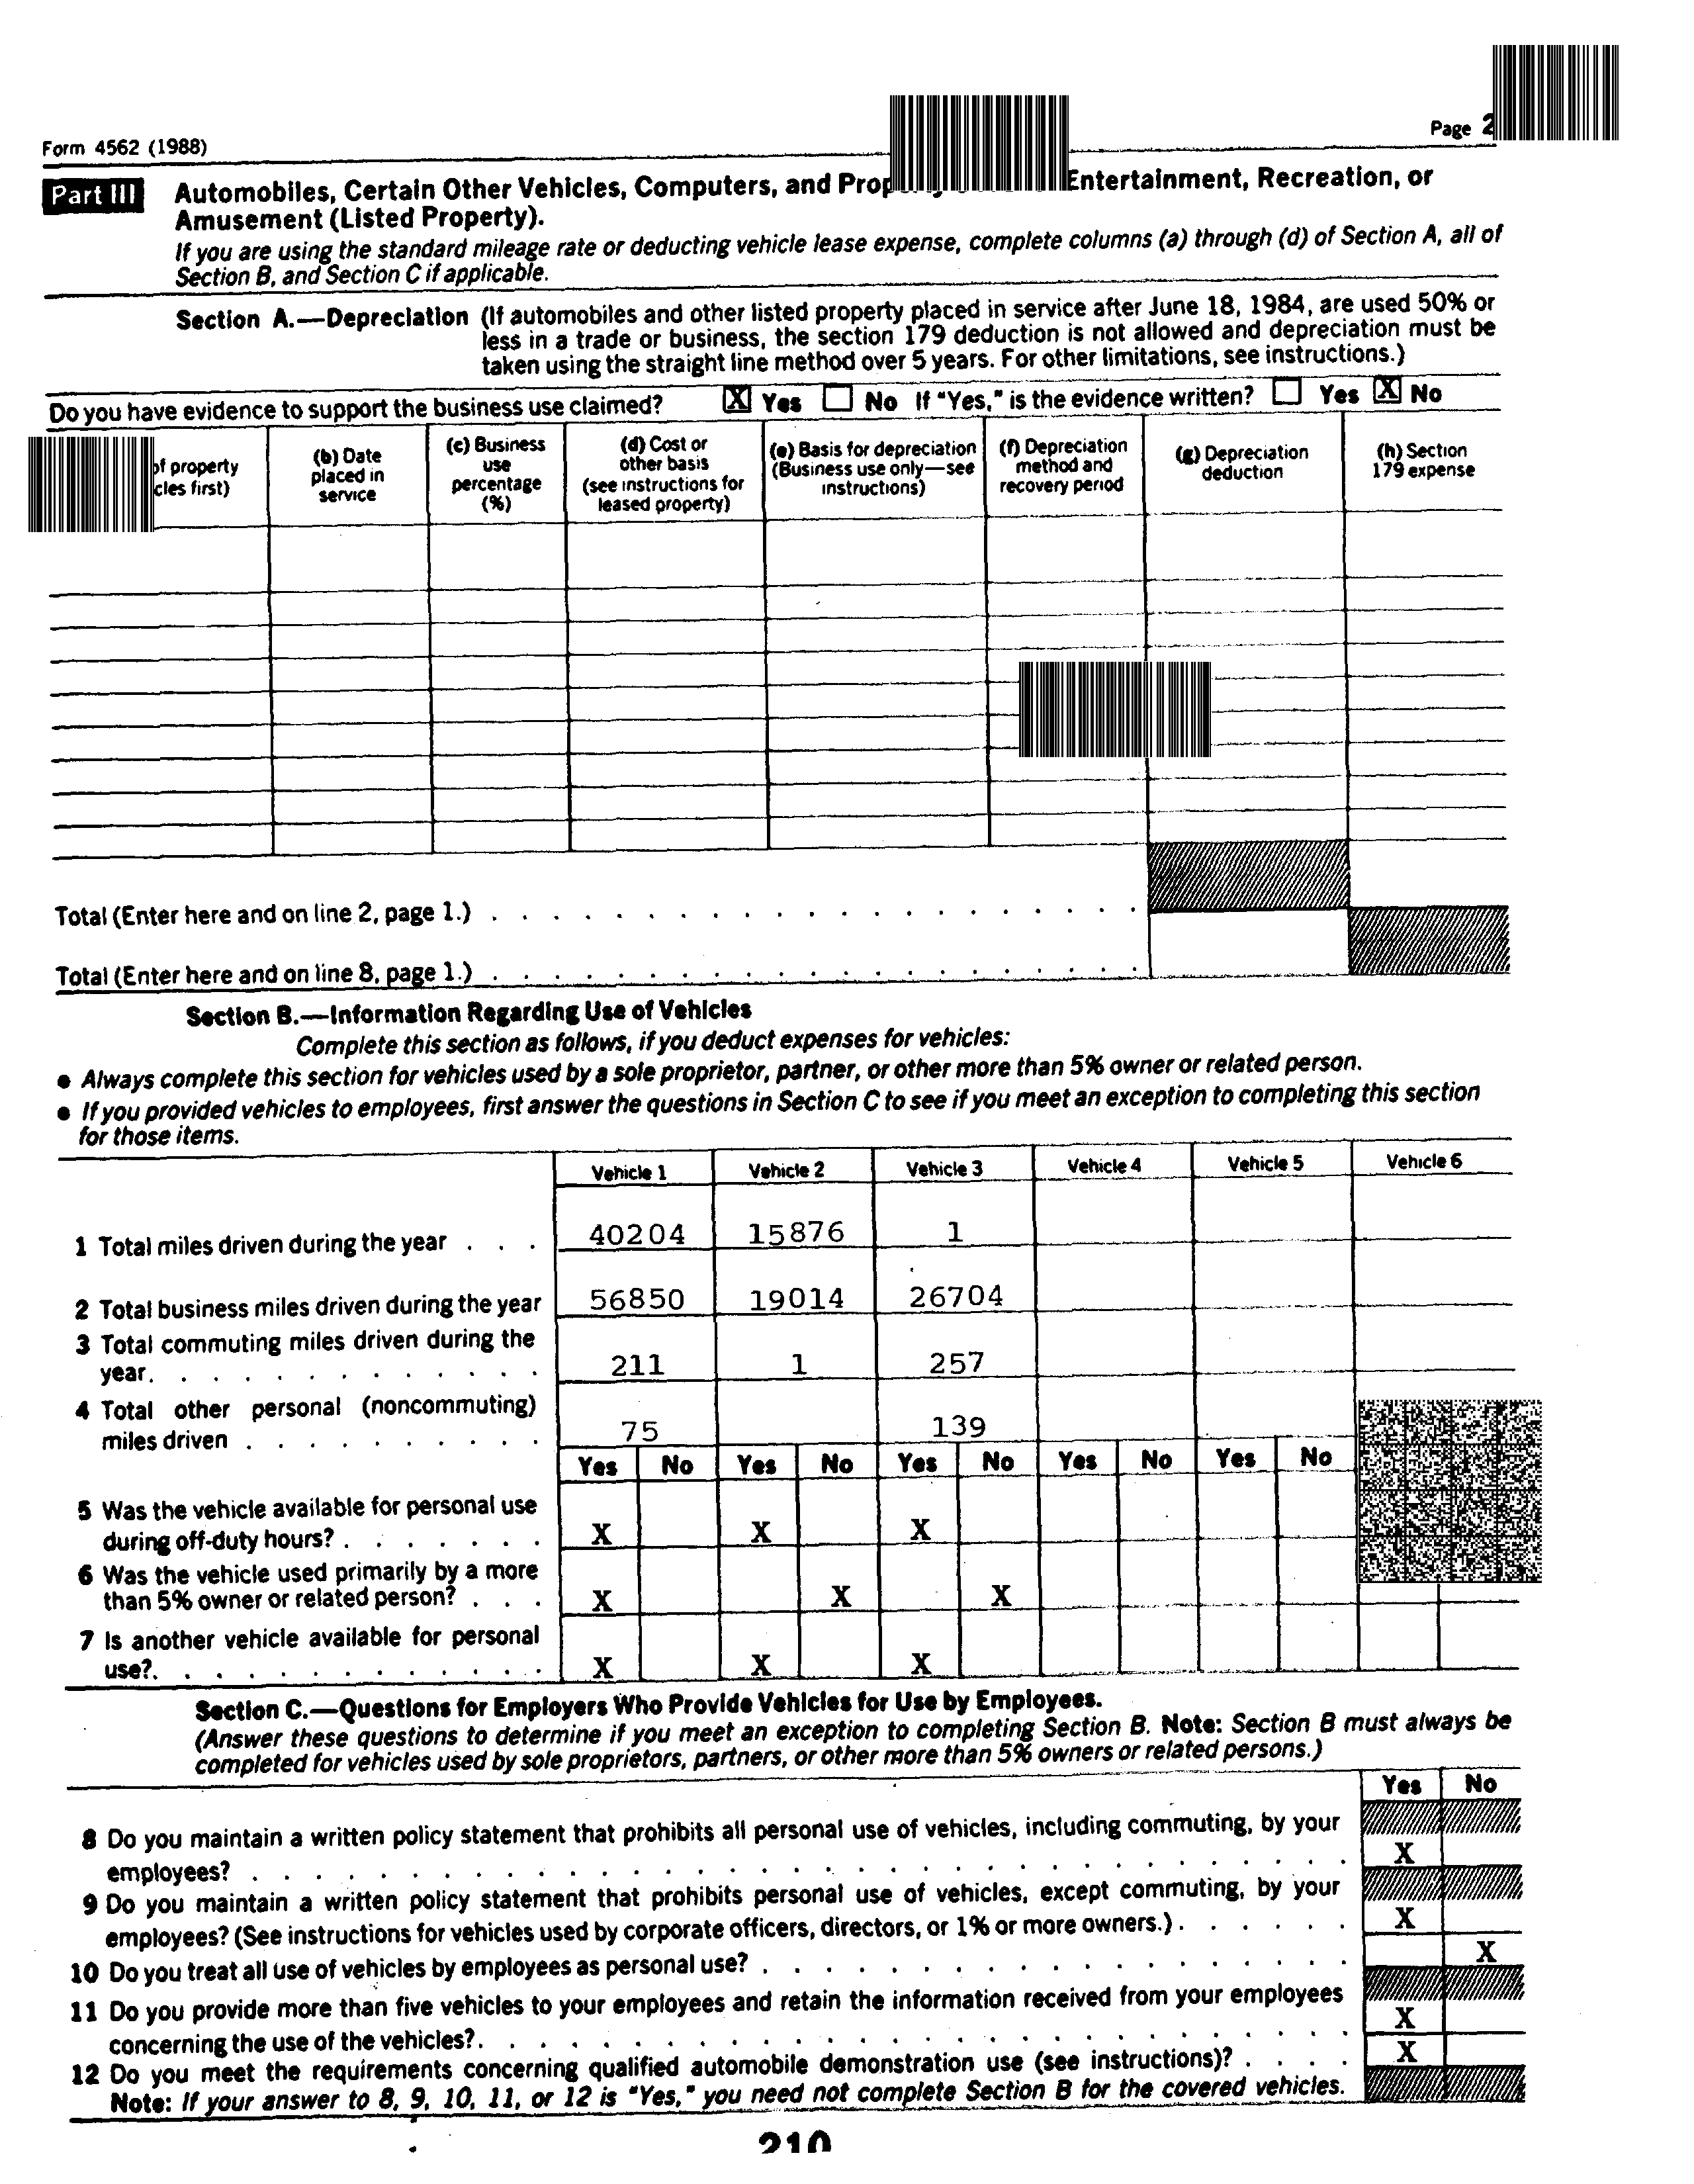 Form 4562 (1988)
Page 2
Part III Automobiles, Certain Other Vehicles, Computers, and Entertainment, Recreation, or
Amusement (Listed Property).
If you are using the standard mileage rate or deducting vehicle lease expense, complete columns (a) through (d) of Section A, all of
Section B, and Section C if applicable.
Section A.—Depreciation (If automobiles and other listed property placed in service after June 18, 1984, are used 50% or
less in a trade or business, the section 179 deduction is not allowed and depreciation must be
taken using the straight line method over 5 years. For other limitations, see instructions.)
Do you have evidence to support the business use claimed? X Yes No If "Yes," is the evidence written? Yes X No
of property
first)
(b) Date
placed in
service
(c) Business
use
percentage
(%)
(d) Cost or
other basis
(see instructions for
leased property)
(e) Basis for depreciation
(Business use only—see
instructions)
(f) Depreciation
method and
recovery period
(g) Depreciation
deduction
(h) Section
179 expense
Total (Enter here and on line 2, page 1.) . . . . . . . . . . . . . . . . . . . . .
Total (Enter here and on line 8, page 1.) . . . . . . . . . . . . . . . . . . . . .
Section B.—Information Regarding Use of Vehicles
Complete this section as follows, if you deduct expenses for vehicles:
● Always complete this section for vehicles used by a sole proprietor, partner, or other more than 5% owner or related person.
● If you provided vehicles to employees, first answer the questions in Section C to see if you meet an exception to completing this section
for those items.
Vehicle 1 Vehicle 2 Vehicle 3 Vehicle 4 Vehicle 5 Vehicle 6
1 Total miles driven during the year . . . 40204 15876 1
2 Total business miles driven during the year 56850 19014 26704
3 Total commuting miles driven during the
year. . . . . . . . . . . . . 211 1 257
4 Total other personal (noncommuting)
miles driven . . . . . . . . . . 75 139
Yes No Yes No Yes No Yes No Yes No
5 Was the vehicle available for personal use
during off-duty hours? . . . . . . . X X X
6 Was the vehicle used primarily by a more
than 5% owner or related person? . . . X X X
7 Is another vehicle available for personal
use?. . . . . . . . . . . . . X X X
Section C.—Questions for Employers Who Provide Vehicles for Use by Employees.
(Answer these questions to determine if you meet an exception to completing Section B. Note: Section B must always be
completed for vehicles used by sole proprietors, partners, or other more than 5% owners or related persons.)
Yes No
8 Do you maintain a written policy statement that prohibits all personal use of vehicles, including commuting, by your
employees? . . . . . . . . . . . . . . . . . . . . . . . . X
9 Do you maintain a written policy statement that prohibits personal use of vehicles, except commuting, by your
employees? (See instructions for vehicles used by corporate officers, directors, or 1% or more owners.) . . . . . . X
10 Do you treat all use of vehicles by employees as personal use? . . . . . . . . . . . . . . . . . X
11 Do you provide more than five vehicles to your employees and retain the information received from your employees
concerning the use of the vehicles?. . . . . . . . . . . . . . . . . . . . . X
12 Do you meet the requirements concerning qualified automobile demonstration use (see instructions)? . . . . X
Note: If your answer to 8, 9, 10, 11, or 12 is "Yes," you need not complete Section B for the covered vehicles.
210